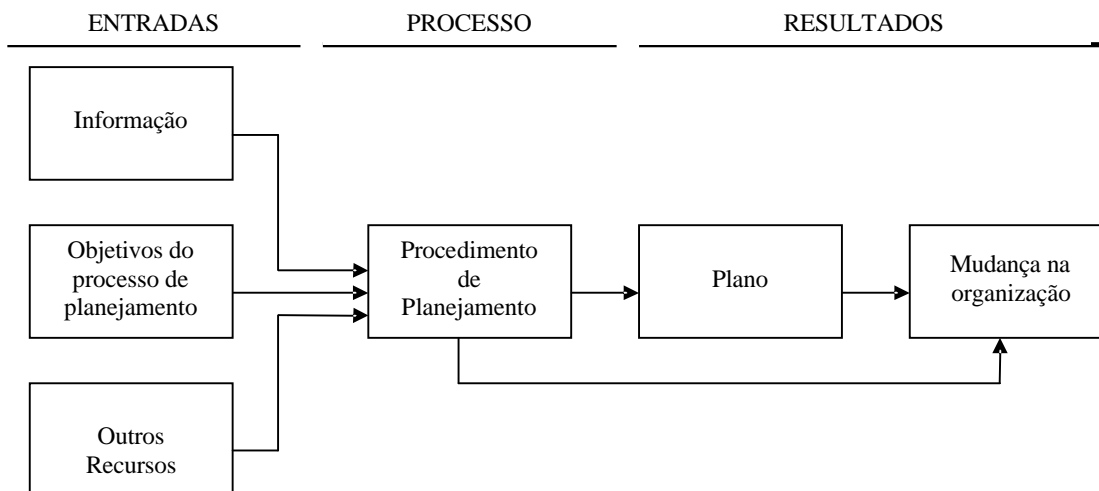 ENTRADAS
PROCESSO
RESULTADOS
Informação
Objetivos do
processo de
planejamento
Procedimento
de
Planejamento
Plano
Mudança na
organização
Outros
Recursos